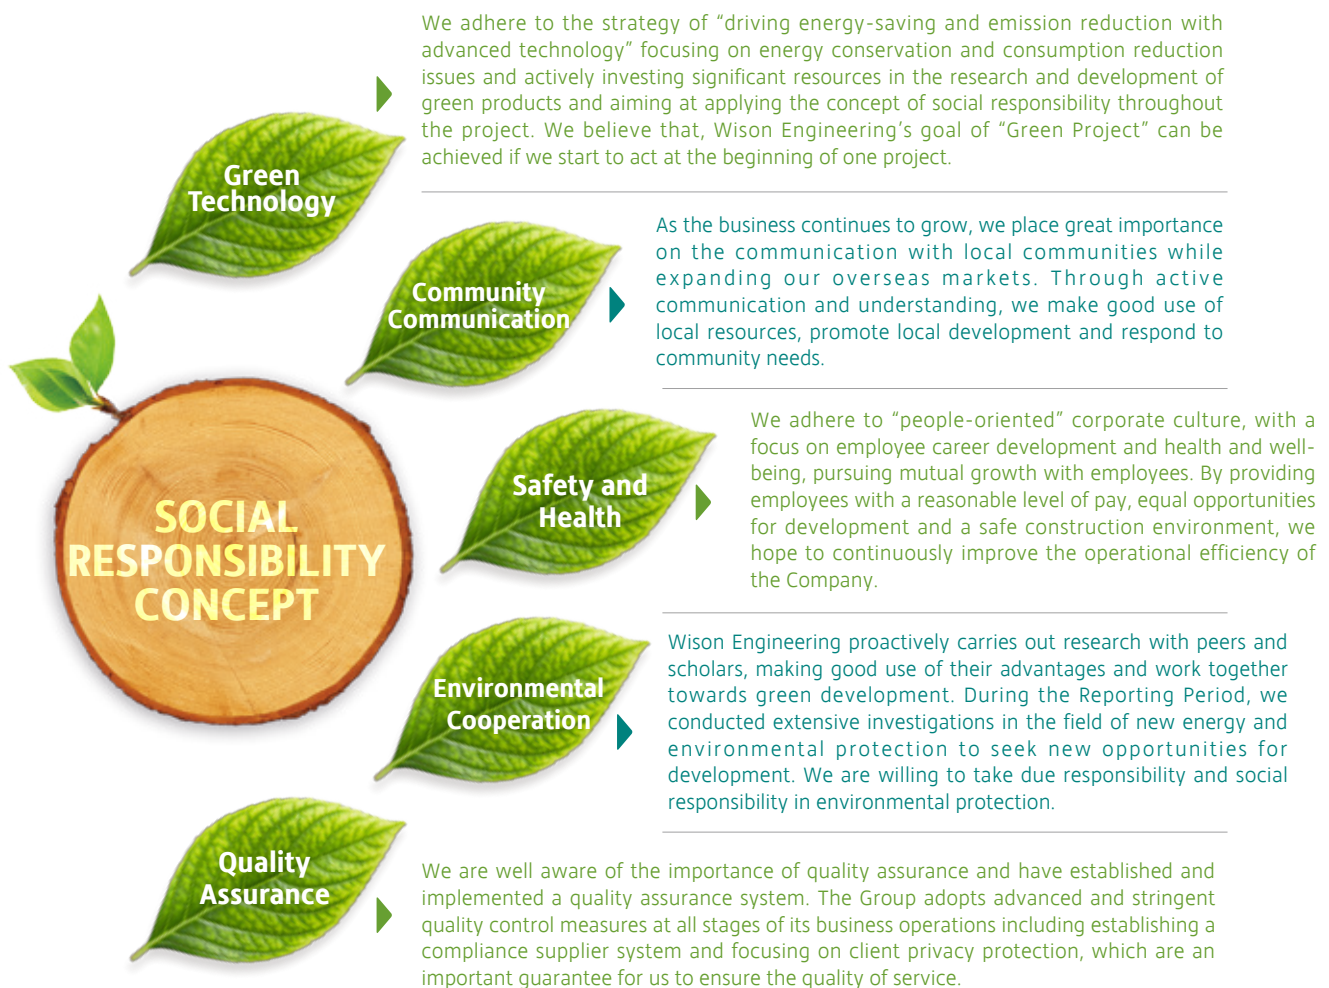 We adhere to the strategy of “driving energy-saving and emission reduction with
advanced technology” focusing on energy conservation and consumption reduction
issues and actively investing significant resources in the research and development of
green products and aiming at applying the concept of social responsibility throughout
the project. We believe that, Wison Engineering’s goal of “Green Project” can be
achieved if we start to act at the beginning of one project.
Green
Technology
As the business continues to grow, we place great importance
on the communication with local communities while
expanding our overseas markets. Through active
communication and understanding, we make good use of
local resources, promote local development and respond to
community needs.
Community
Communication
We adhere to “people-oriented” corporate culture, with a
focus on employee career development and health and well-
being, pursuing mutual growth with employees. By providing
employees with a reasonable level of pay, equal opportunities
for development and a safe construction environment, we
hope to continuously improve the operational efficiency of
the Company.
Safety and
Health
SOCIAL
RESPONSIBILITY
CONCEPT
Wison Engineering proactively carries out research with peers and
scholars, making good use of their advantages and work together
towards green development. During the Reporting Period, we
conducted extensive investigations in the field of new energy and
environmental protection to seek new opportunities for
development. We are willing to take due responsibility and social
responsibility in environmental protection.
Environmental
Cooperation
Quality
Assurance
We are well aware of the importance of quality assurance and have established and
implemented a quality assurance system. The Group adopts advanced and stringent
quality control measures at all stages of its business operations including establishing a
compliance supplier system and focusing on client privacy protection, which are an
important guarantee for us to ensure the quality of service.